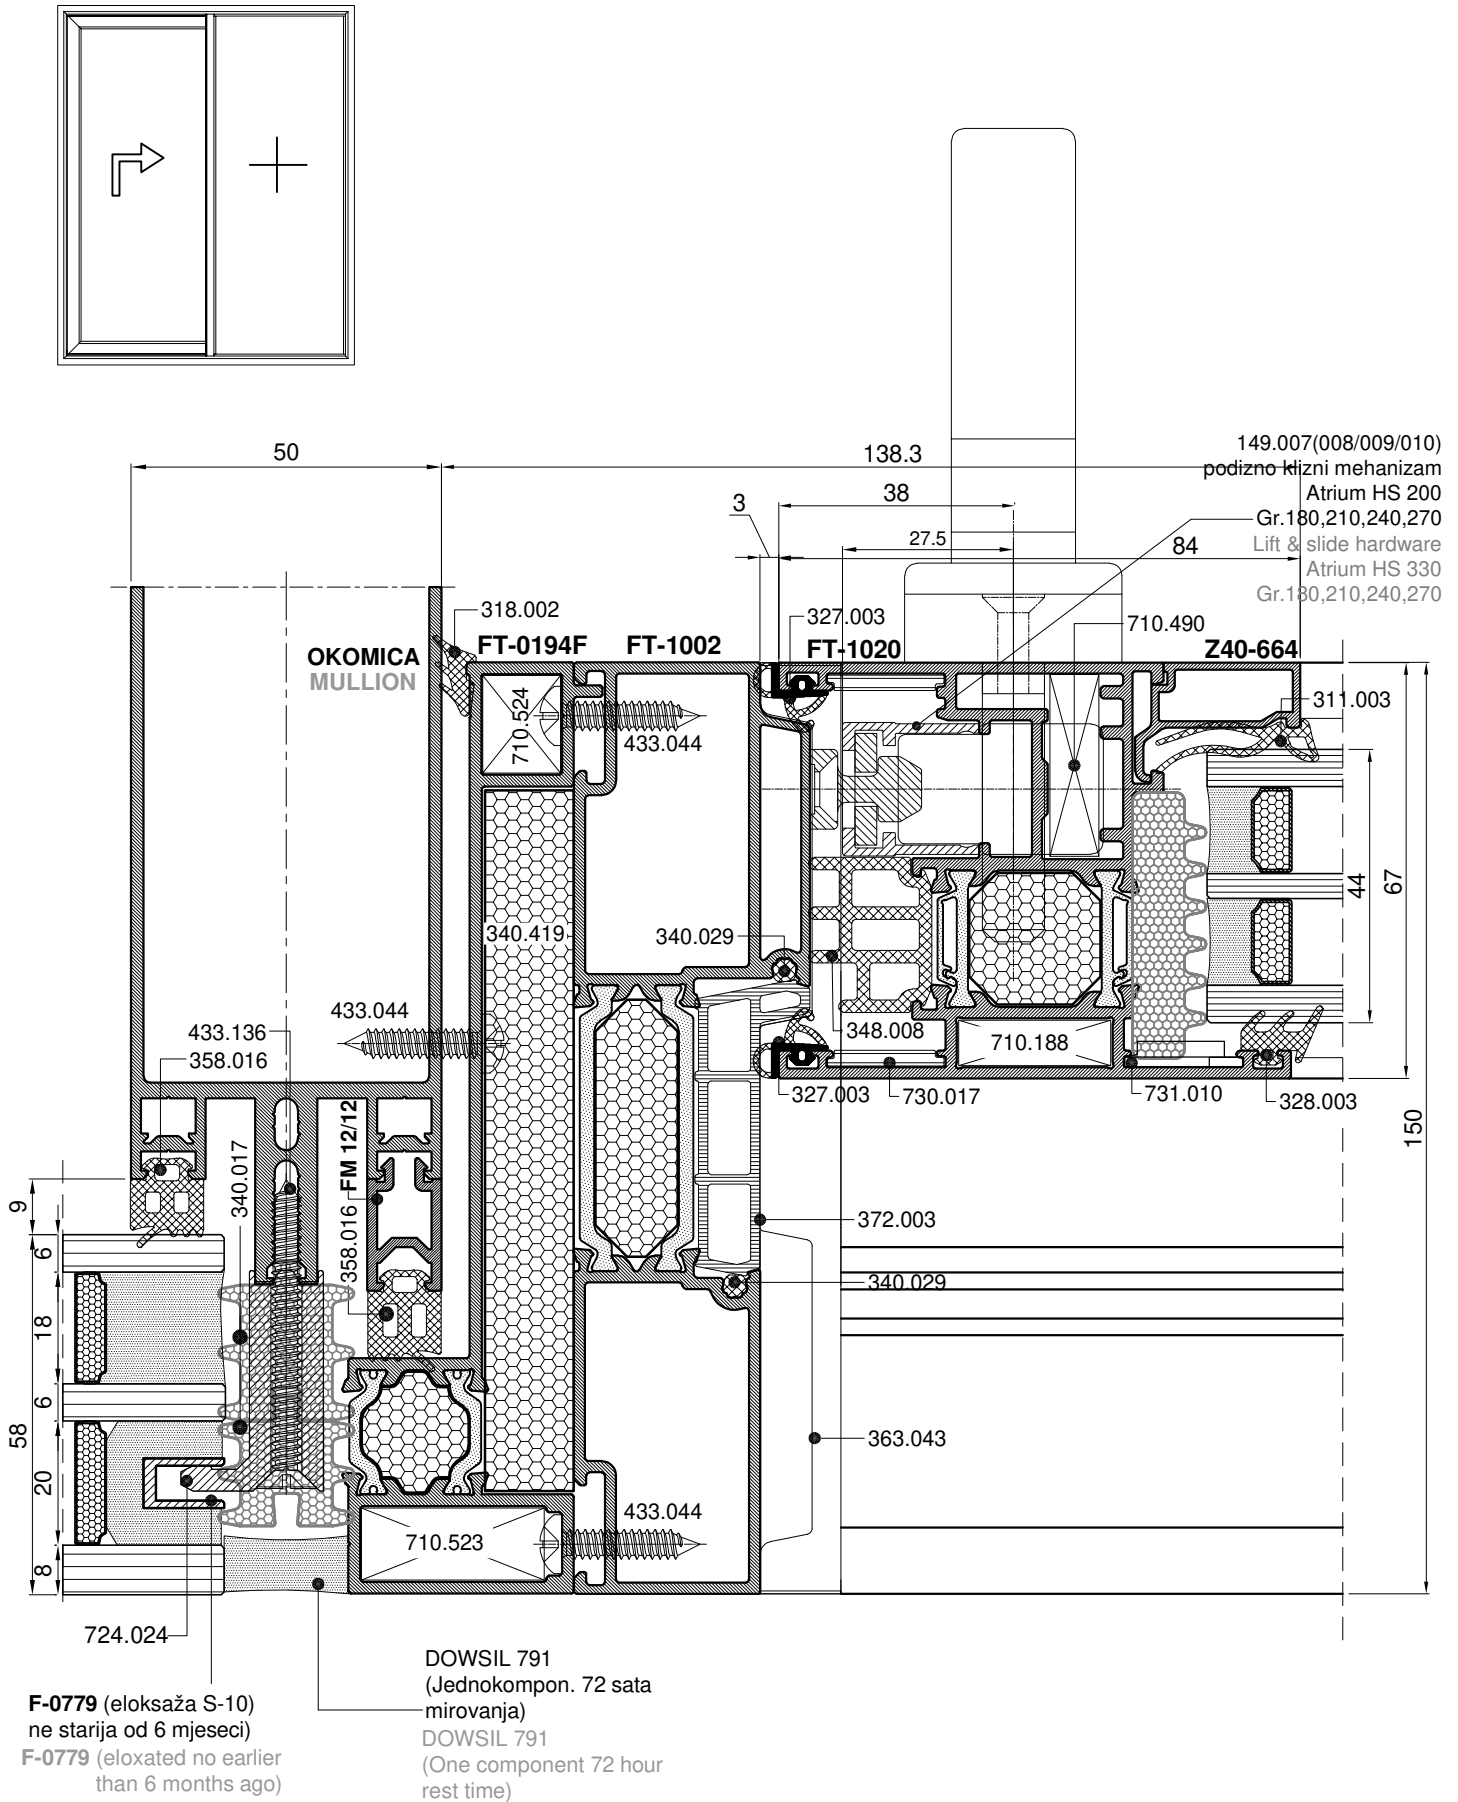 50
138.3
149.007(008/009/010)
podizno klizni mehanizam
Atrium HS 200
Gr.180,210,240,270
Lift & slide hardware
Atrium HS 330
Gr.180,210,240,270
38
3
27.5
84
318.002
327.003
710.490
FT-0194F
FT-1002
FT-1020
Z40-664
OKOMICA
MULLION
710.524
433.044
311.003
340.419
340.029
44
67
150
433.136
433.044
358.016
348.008
710.188
327.003
730.017
731.010
328.003
340.017
358.016 FM 12/12
372.003
340.029
363.043
9
6
18
6
58
20
8
433.044
710.523
724.024
DOWSIL 791
(Jednokompon. 72 sata
mirovanja)
DOWSIL 791
(One component 72 hour
rest time)
F-0779 (eloksaža S-10)
ne starija od 6 mjeseci)
F-0779 (eloxated no earlier
than 6 months ago)